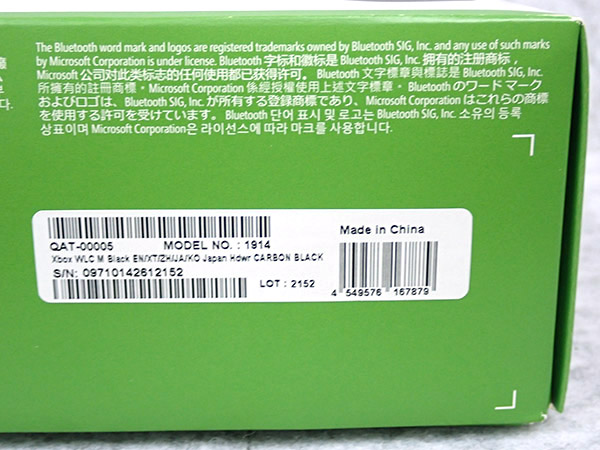 The Bluetooth word mark and logos are registered trademarks owned by Bluetooth SIG, Inc. and any use of such marks
by Microsoft Corporation is under license. Bluetooth 字标和徽标是 Bluetooth SIG, Inc. 拥有的注册商标，
Microsoft 公司对此类标志的任何使用都已获得许可。 Bluetooth 文字標章與標誌是 Bluetooth SIG, Inc.
所擁有的註冊商標，Microsoft Corporation 係經授權使用上述文字標章。 Bluetooth のワード マーク
およびロゴは、Bluetooth SIG, Inc. が所有する登録商標であり、Microsoft Corporation はこれらの商標
を使用する許可を受けています。 Bluetooth 단어 표시 및 로고는 Bluetooth SIG, Inc. 소유의 등록
상표이며 Microsoft Corporation은 라이선스에 따라 마크를 사용합니다.
QAT-00005 MODEL NO. : 1914
Xbox WLC M Black EN/XT/ZH/JA/KO Japan Hdwr CARBON BLACK
S/N: 09710142612152
LOT : 2152
Made in China
4 549576 167879